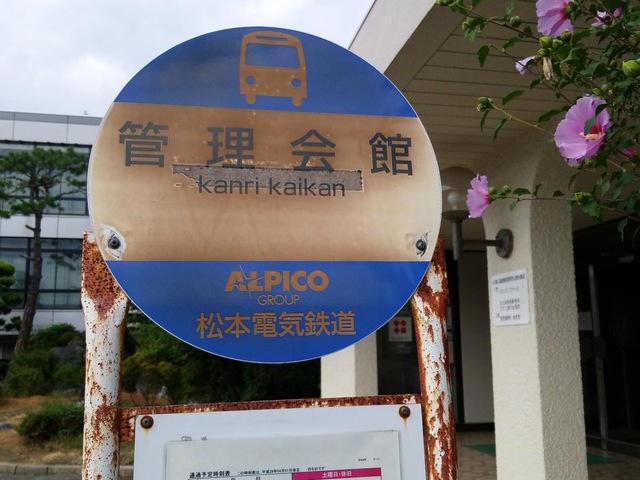 管理会館
kanri kaikan
ALPICO
GROUP
松本電気鉄道
通過予定時刻表
土曜日・休日